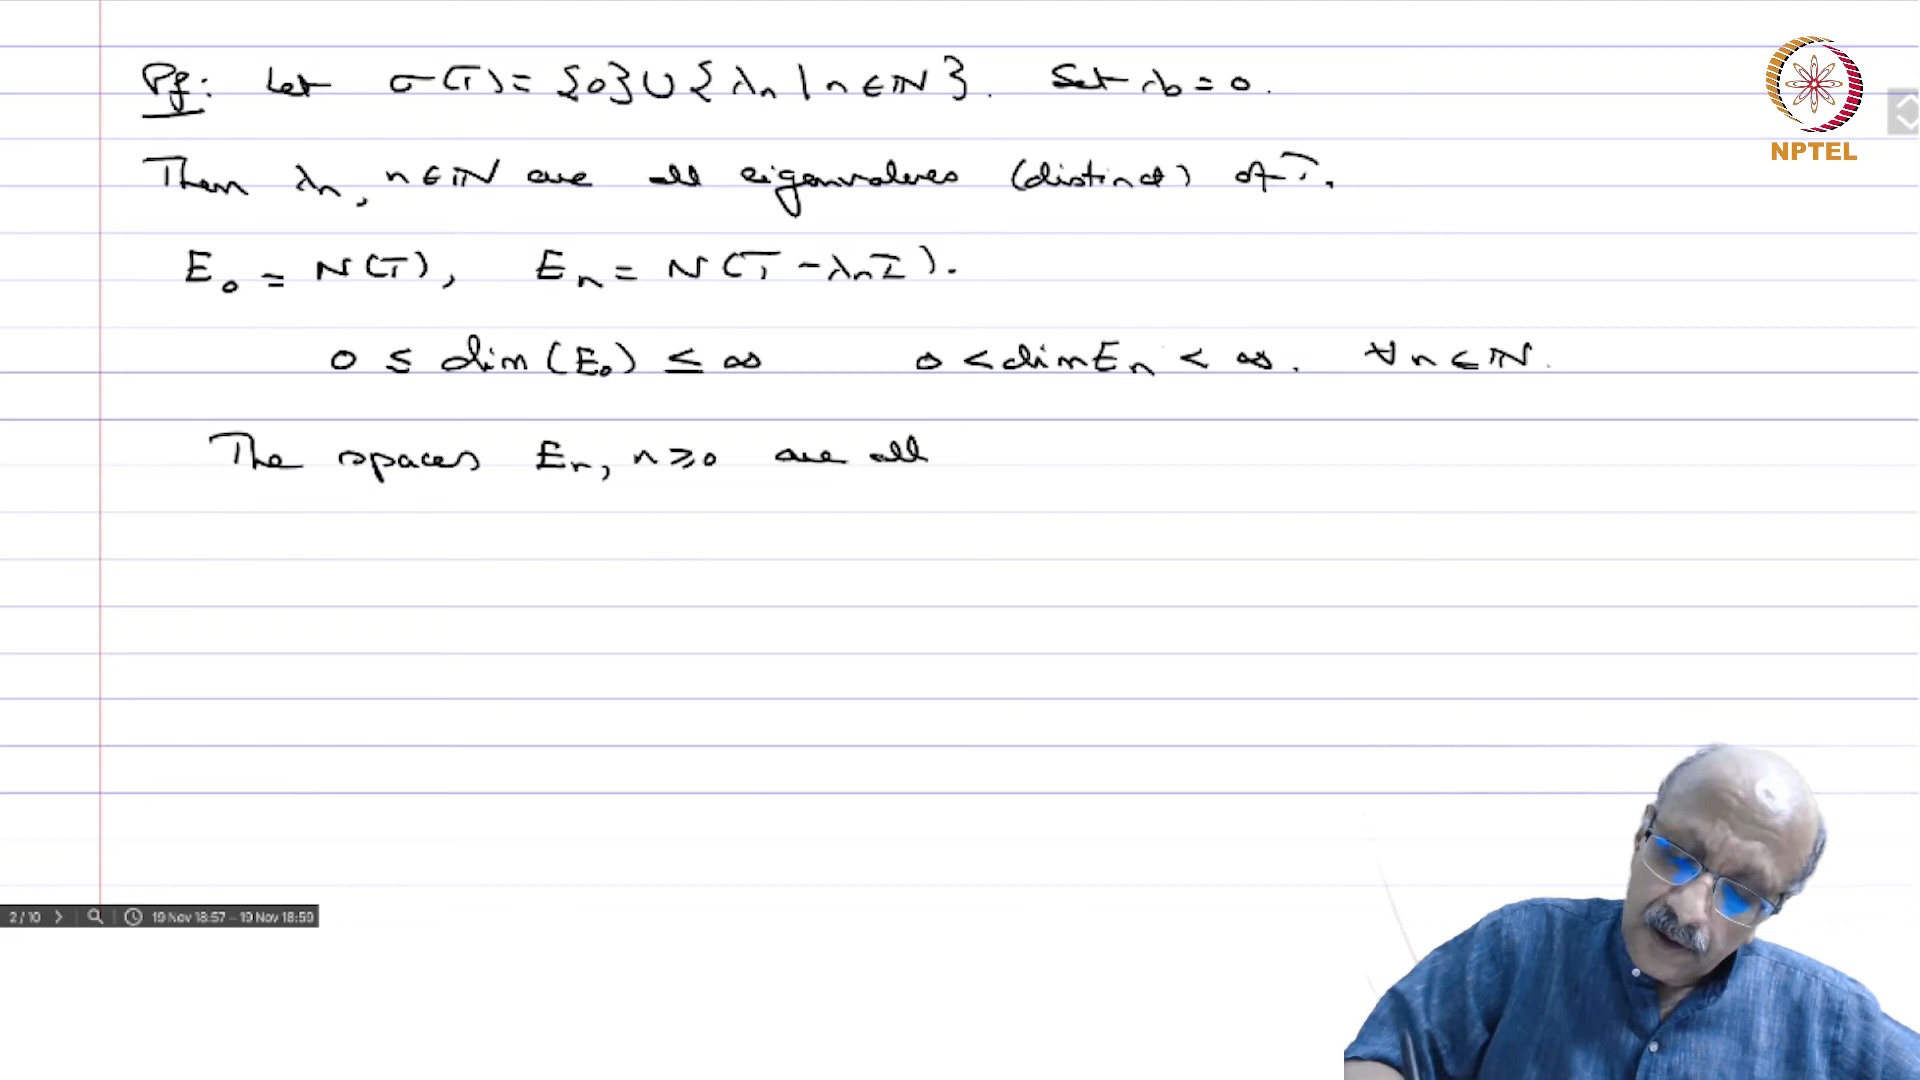 Pf: Let σ(T) = {0} ∪ {λn | n ∈ ℕ}. Set λ0 = 0.
NPTEL
Then λn, n ∈ ℕ are all eigenvalues (distinct) of T.
E0 = N(T), En = N(T - λnI).
0 ≤ dim(E0) ≤ ∞ 0 < dim En < ∞. ∀ n ∈ ℕ.
The spaces En, n ≥ 0 are all
2 / 10 19 Nov 18:57 – 19 Nov 18:59